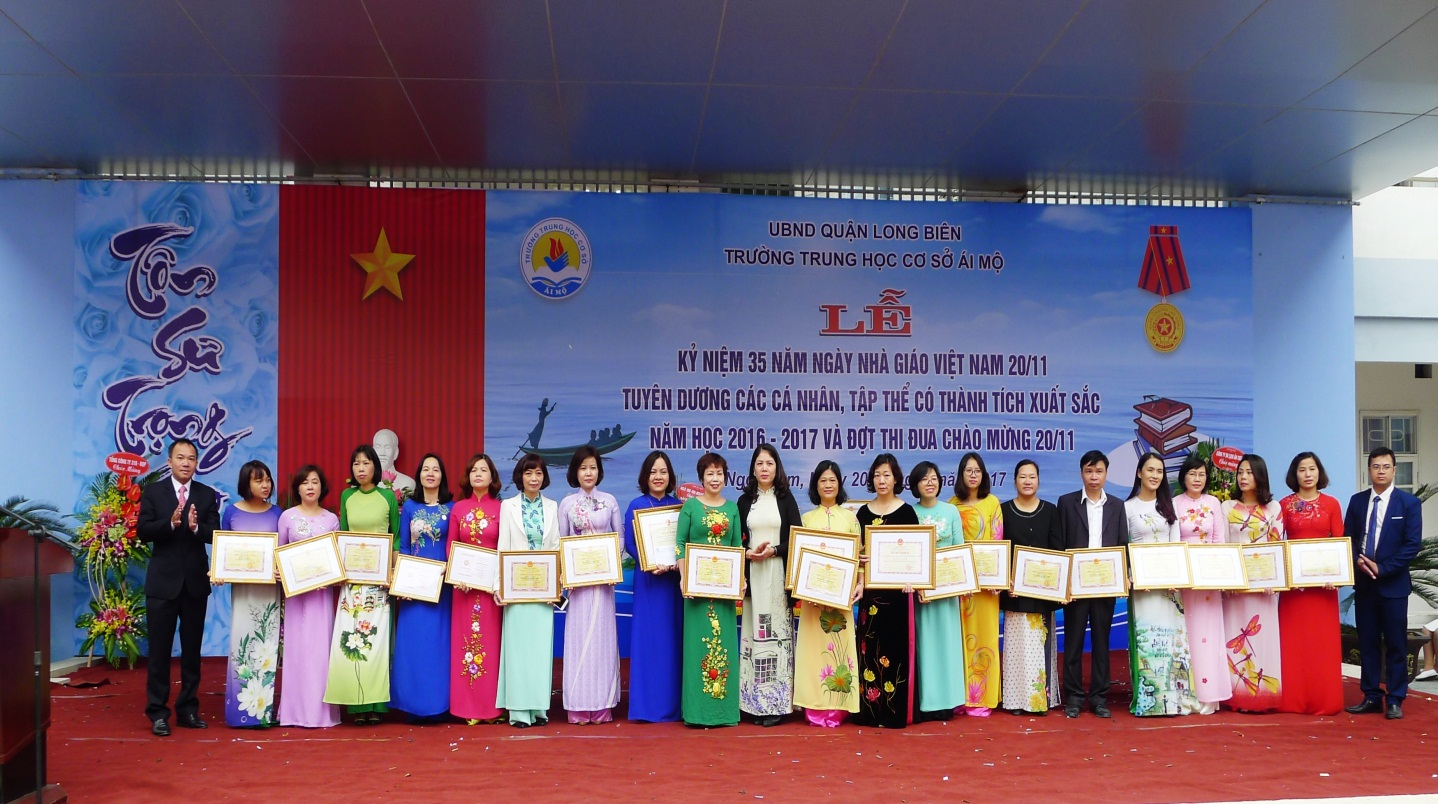 Tôn
Sư
Trọng
TRƯỜNG TRUNG HỌC CƠ SỞ
ÁI MỘ
UBND QUẬN LONG BIÊN
TRƯỜNG TRUNG HỌC CƠ SỞ ÁI MỘ
LỄ
KỶ NIỆM 35 NĂM NGÀY NHÀ GIÁO VIỆT NAM 20/11
TUYÊN DƯƠNG CÁC CÁ NHÂN, TẬP THỂ CÓ THÀNH TÍCH XUẤT SẮC
NĂM HỌC 2016 - 2017 VÀ ĐỢT THI ĐUA CHÀO MỪNG 20/11
2017